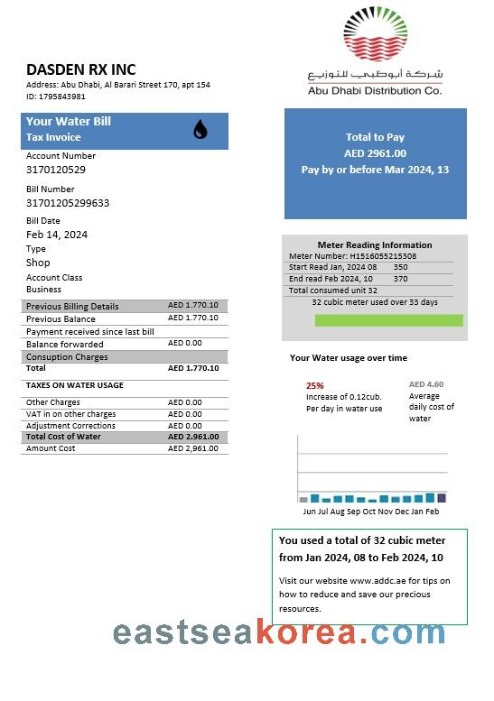 شركة أبوظبي للتوزيع
Abu Dhabi Distribution Co.
DASDEN RX INC
Address: Abu Dhabi, Al Barari Street 170, apt 154
ID: 1795843981
Your Water Bill
Tax Invoice
Account Number
3170120529
Bill Number
31701205299633
Bill Date
Feb 14, 2024
Type
Shop
Account Class
Business
Previous Billing Details AED 1.770.10
Previous Balance AED 1.770.10
Payment received since last bill
Balance forwarded AED 0.00
Consuption Charges
Total AED 1.770.10
TAXES ON WATER USAGE
Other Charges AED 0.00
VAT in on other charges AED 0.00
Adjustment Corrections AED 0.00
Total Cost of Water AED 2.961.00
Amount Cost AED 2,961.00
Total to Pay
AED 2961.00
Pay by or before Mar 2024, 13
Meter Reading Information
Meter Number: H1516055215308
Start Read Jan, 2024 08 350
End read Feb 2024, 10 370
Total consumed unit 32
32 cubic meter used over 33 days
Your Water usage over time
25%
Increase of 0.12cub.
Per day in water use
AED 4.60
Average
daily cost of
water
Jun Jul Aug Sep Oct Nov Dec Jan Feb
You used a total of 32 cubic meter
from Jan 2024, 08 to Feb 2024, 10
Visit our website www.addc.ae for tips on
how to reduce and save our precious
resources.
eastseakorea.com